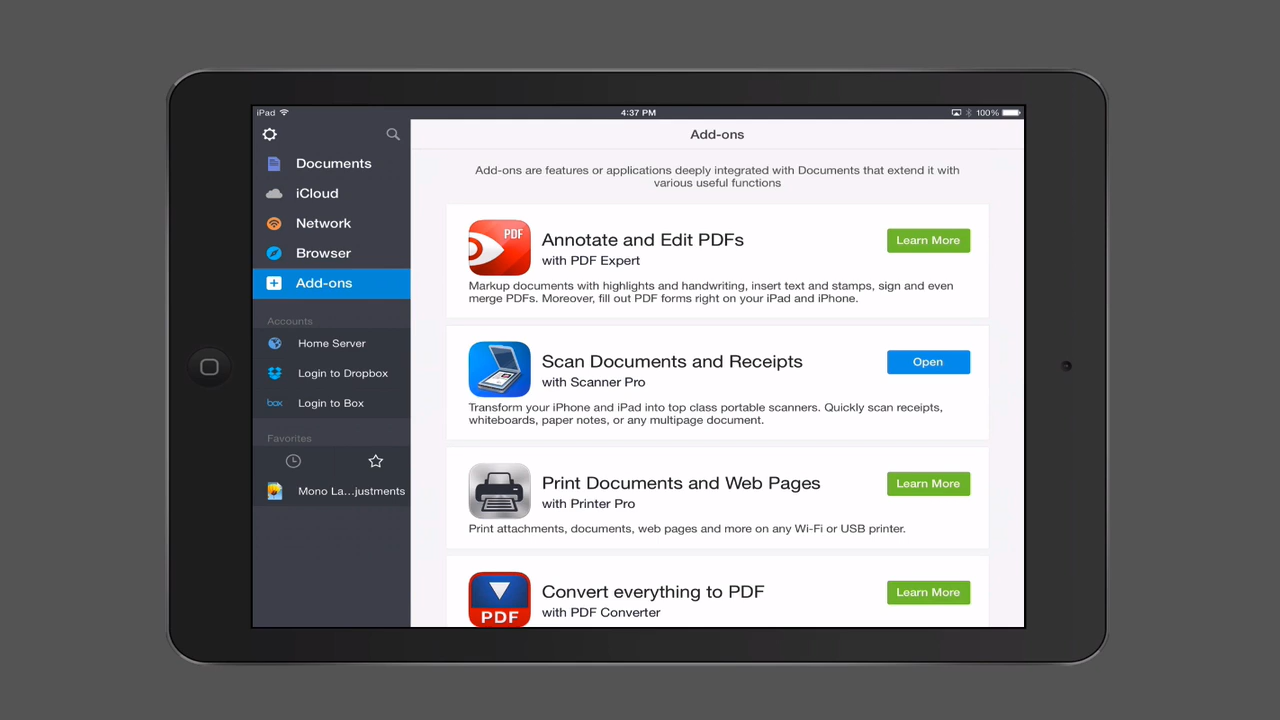 iPad
4:37 PM
100%
Documents
iCloud
Network
Browser
Add-ons
Accounts
Home Server
Login to Dropbox
box
Login to Box
Favorites
Mono La...justments
Add-ons
Add-ons are features or applications deeply integrated with Documents that extend it with
various useful functions
PDF
Annotate and Edit PDFs
with PDF Expert
Learn More
Markup documents with highlights and handwriting, insert text and stamps, sign and even
merge PDFs. Moreover, fill out PDF forms right on your iPad and iPhone.
Scan Documents and Receipts
with Scanner Pro
Open
Transform your iPhone and iPad into top class portable scanners. Quickly scan receipts,
whiteboards, paper notes, or any multipage document.
Print Documents and Web Pages
with Printer Pro
Learn More
Print attachments, documents, web pages and more on any Wi-Fi or USB printer.
PDF
Convert everything to PDF
with PDF Converter
Learn More